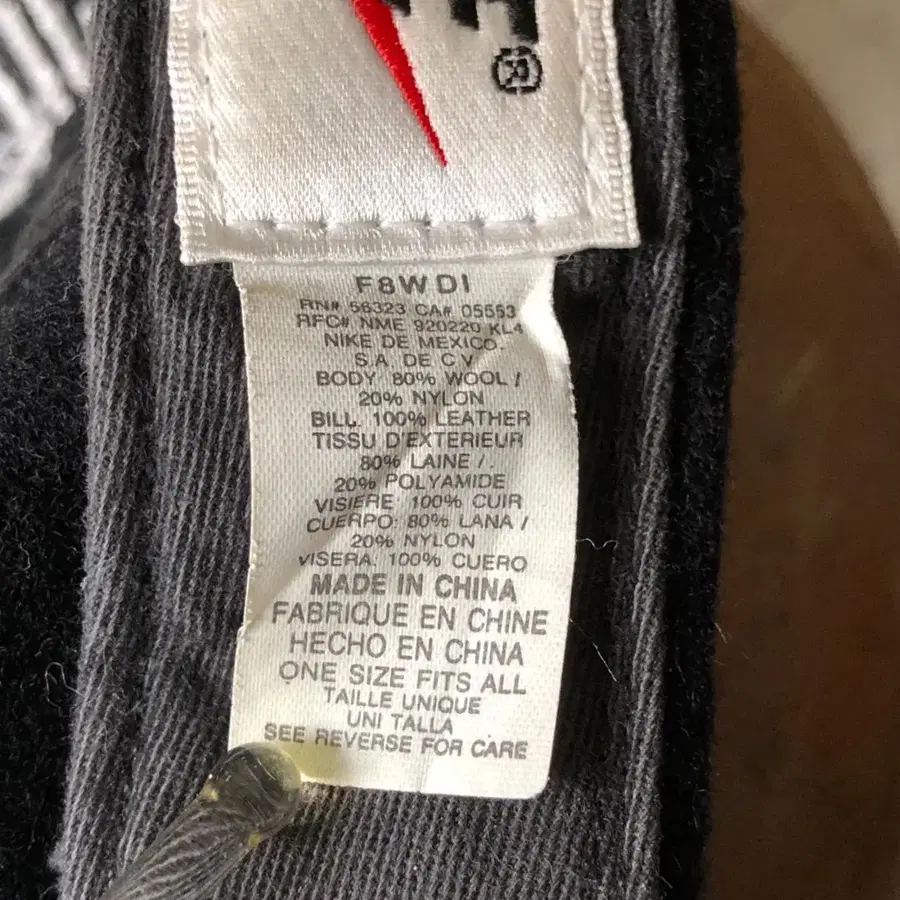 ®
F8WDI
RN# 56323 CA# 05553
RFC# NME 920220 KL4
NIKE DE MEXICO.
S.A. DE C V
BODY 80% WOOL /
20% NYLON
BILL. 100% LEATHER
TISSU D'EXTERIEUR
80% LAINE /.
20% POLYAMIDE
VISIERE 100% CUIR
CUERPO: 80% LANA /
20% NYLON
VISERA: 100% CUERO
MADE IN CHINA
FABRIQUE EN CHINE
HECHO EN CHINA
ONE SIZE FITS ALL
TAILLE UNIQUE
UNI TALLA
SEE REVERSE FOR CARE